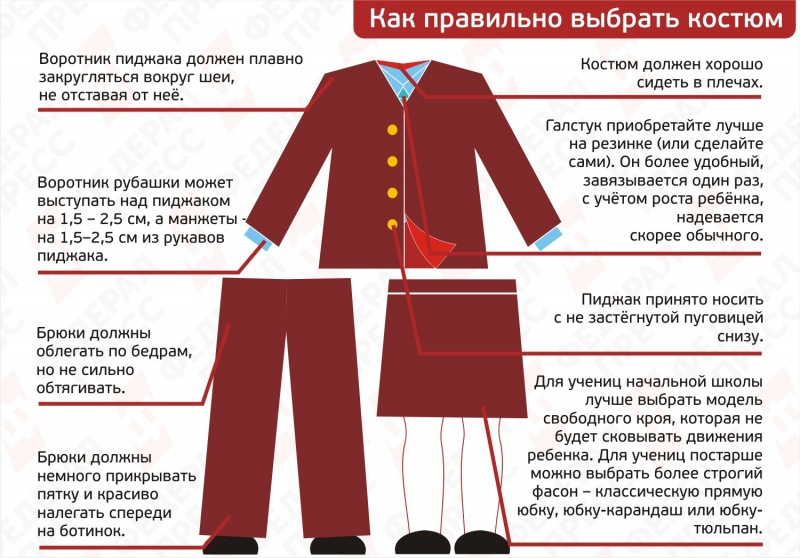 Как правильно выбрать костюм
Воротник пиджака должен плавно
закругляться вокруг шеи,
не отставая от неё.
Воротник рубашки может
выступать над пиджаком
на 1,5 – 2,5 см, а манжеты -
на 1,5–2,5 см из рукавов
пиджака.
Брюки должны
облегать по бедрам,
но не сильно
обтягивать.
Брюки должны
немного прикрывать
пятку и красиво
налегать спереди
на ботинок.
Костюм должен хорошо
сидеть в плечах.
Галстук приобретайте лучше
на резинке (или сделайте
сами). Он более удобный,
завязывается один раз,
с учётом роста ребёнка,
надевается
скорее обычного.
Пиджак принято носить
с не застёгнутой пуговицей
снизу.
Для учениц начальной школы
лучше выбрать модель
свободного кроя, которая не
будет сковывать движения
ребенка. Для учениц постарше
можно выбрать более строгий
фасон – классическую прямую
юбку, юбку-карандаш или юбку-
тюльпан.
ФЕДЕРАЛ
ПРЕСС